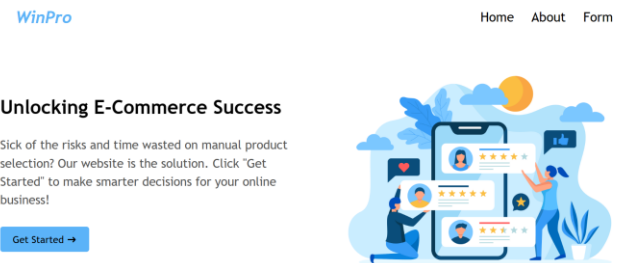 WinPro
Home About Form
Unlocking E-Commerce Success
Sick of the risks and time wasted on manual product
selection? Our website is the solution. Click "Get
Started" to make smarter decisions for your online
business!
Get Started →